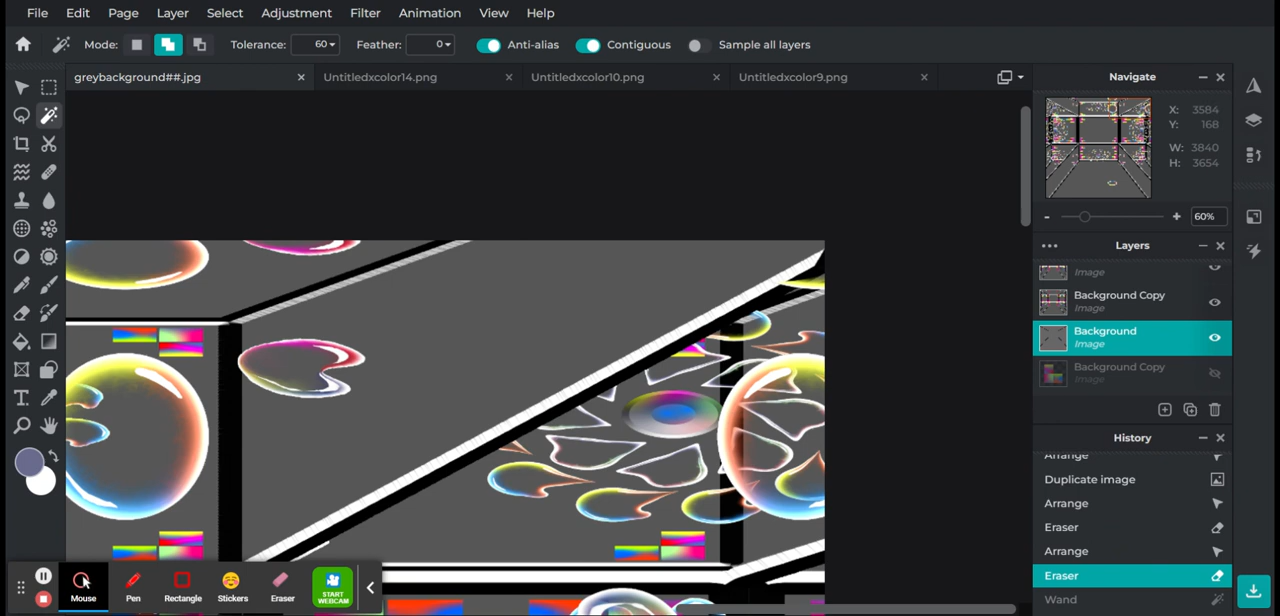 File Edit Page Layer Select Adjustment Filter Animation View Help
Mode: Tolerance: 60 Feather: 0 Anti-alias Contiguous Sample all layers
greybackground##.jpg Untitledxcolor14.png Untitledxcolor10.png Untitledxcolor9.png
Navigate
X: 3584
Y: 168
W: 3840
H: 3654
60%
Layers
Image
Background Copy
Image
Background
Image
Background Copy
Image
History
Arrange
Duplicate image
Arrange
Eraser
Arrange
Eraser
Wand
Mouse Pen Rectangle Stickers Eraser START WEBCAM